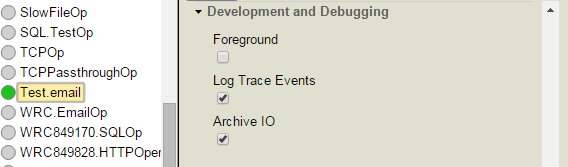 SlowFileOp
SQL.TestOp
TCPOp
TCPPassthroughOp
Test.email
WRC.EmailOp
WRC849170.SQLOp
WRC849828.HTTPOper
Development and Debugging
Foreground
Log Trace Events
Archive IO